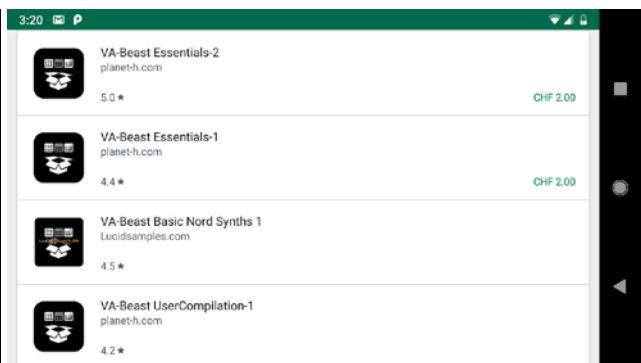 3:20
VA-Beast Essentials-2
planet-h.com
5.0 ★
CHF 2.00
VA-Beast Essentials-1
planet-h.com
4.4 ★
CHF 2.00
VA-Beast Basic Nord Synths 1
Lucidsamples.com
4.5 ★
VA-Beast UserCompilation-1
planet-h.com
4.2 ★